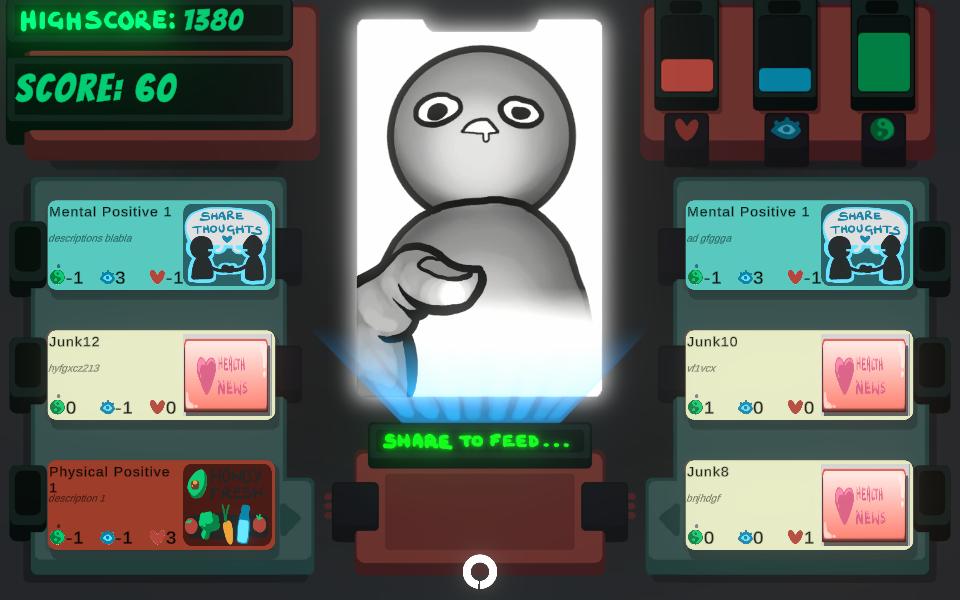 HIGHSCORE: 1380
SCORE: 60
Mental Positive 1
descriptions blabla
SHARE
THOUGHTS
-1 3 -1
Junk12
hyfgxcz213
HEALTH
NEWS
0 -1 0
Physical Positive
1
description 1
HOWDY
FRESH
-1 -1 3
SHARE TO FEED...
Mental Positive 1
ad gfggga
SHARE
THOUGHTS
-1 3 -1
Junk10
vf1vcx
HEALTH
NEWS
1 0 0
Junk8
bnjhdgf
HEALTH
NEWS
0 0 1